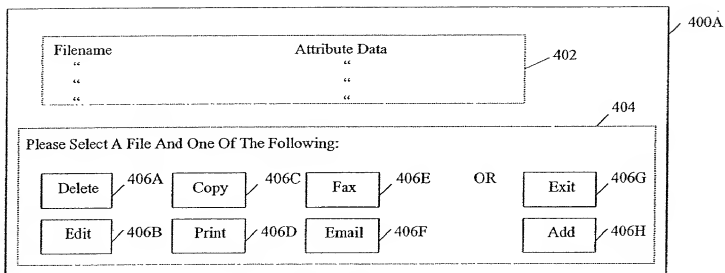 400A
Filename Attribute Data
“ “
“ “
“ “
402
404
Please Select A File And One Of The Following:
Delete 406A Copy 406C Fax 406E OR Exit 406G
Edit 406B Print 406D Email 406F Add 406H